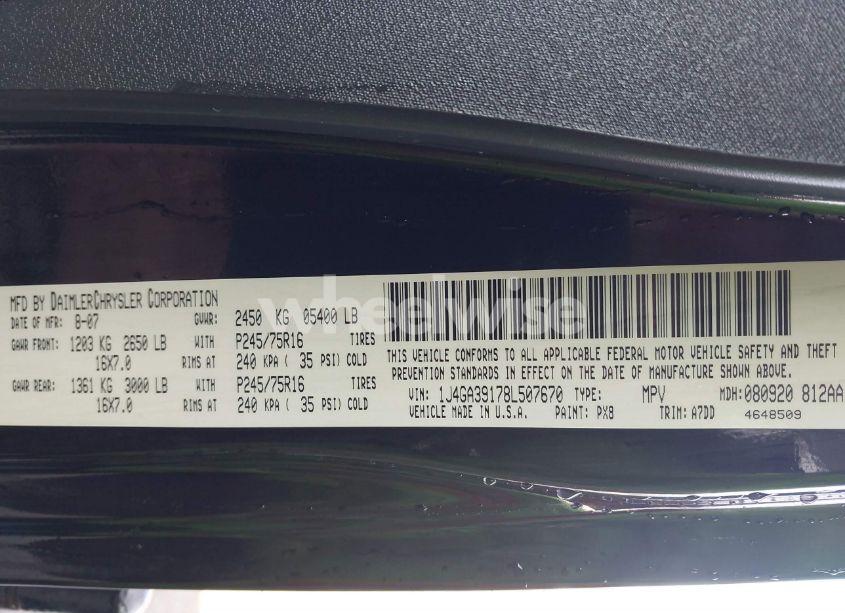 MFD BY DAIMLERCHRYSLER CORPORATION
DATE OF MFR: 8-07 GVWR: 2450 KG 05400 LB
GAWR FRONT: 1203 KG 2650 LB WITH P245/75R16 TIRES
16X7.0 RIMS AT 240 KPA ( 35 PSI) COLD
GAWR REAR: 1361 KG 3000 LB WITH P245/75R16 TIRES
16X7.0 RIMS AT 240 KPA ( 35 PSI) COLD
THIS VEHICLE CONFORMS TO ALL APPLICABLE FEDERAL MOTOR VEHICLE SAFETY AND THEFT
PREVENTION STANDARDS IN EFFECT ON THE DATE OF MANUFACTURE SHOWN ABOVE.
VIN: 1J4GA39178L507670 TYPE: MPV MDH: 080920 812AA
VEHICLE MADE IN U.S.A. PAINT: PX8 TRIM: A7DD 4648509
wheelwise